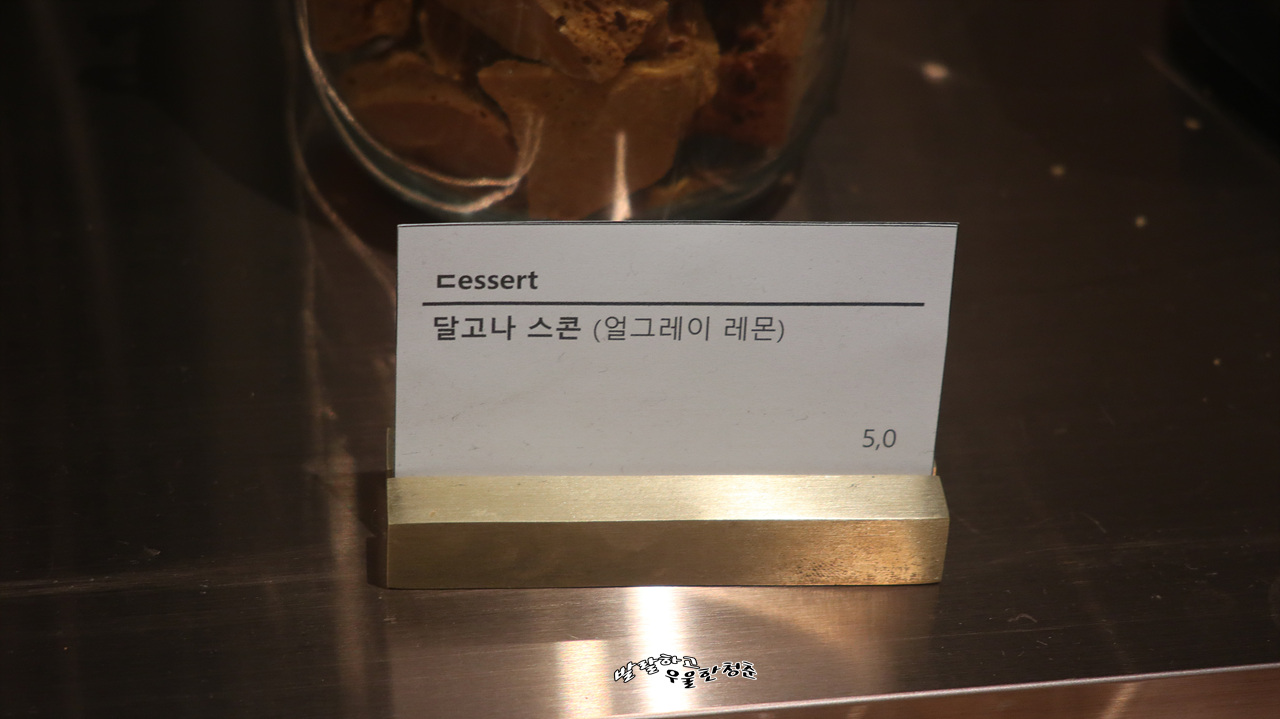 ㄷessert
달고나 스콘 (얼그레이 레몬)
5,0
발랄하고
우울한 청춘